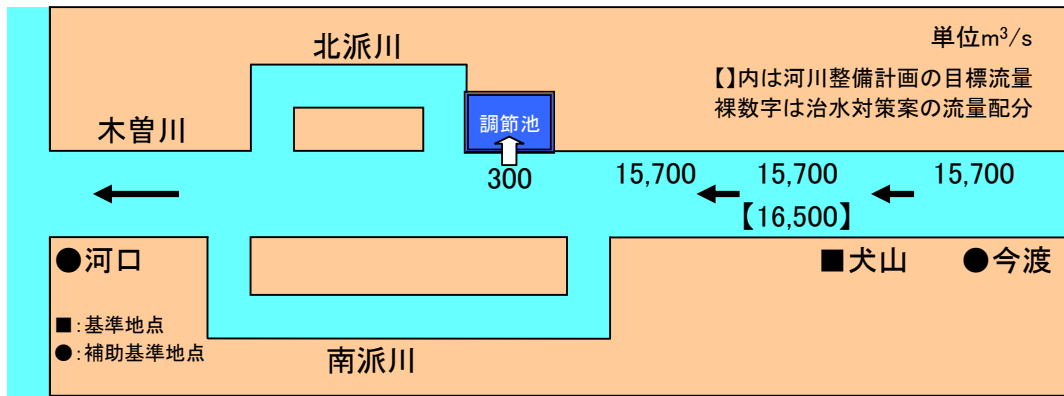 単位m³/s
北派川
【】内は河川整備計画の目標流量
裸数字は治水対策案の流量配分
木曽川
調節池
300
15,700
15,700
15,700
【16,500】
●河口
■犬山
●今渡
■：基準地点
●：補助基準地点
南派川